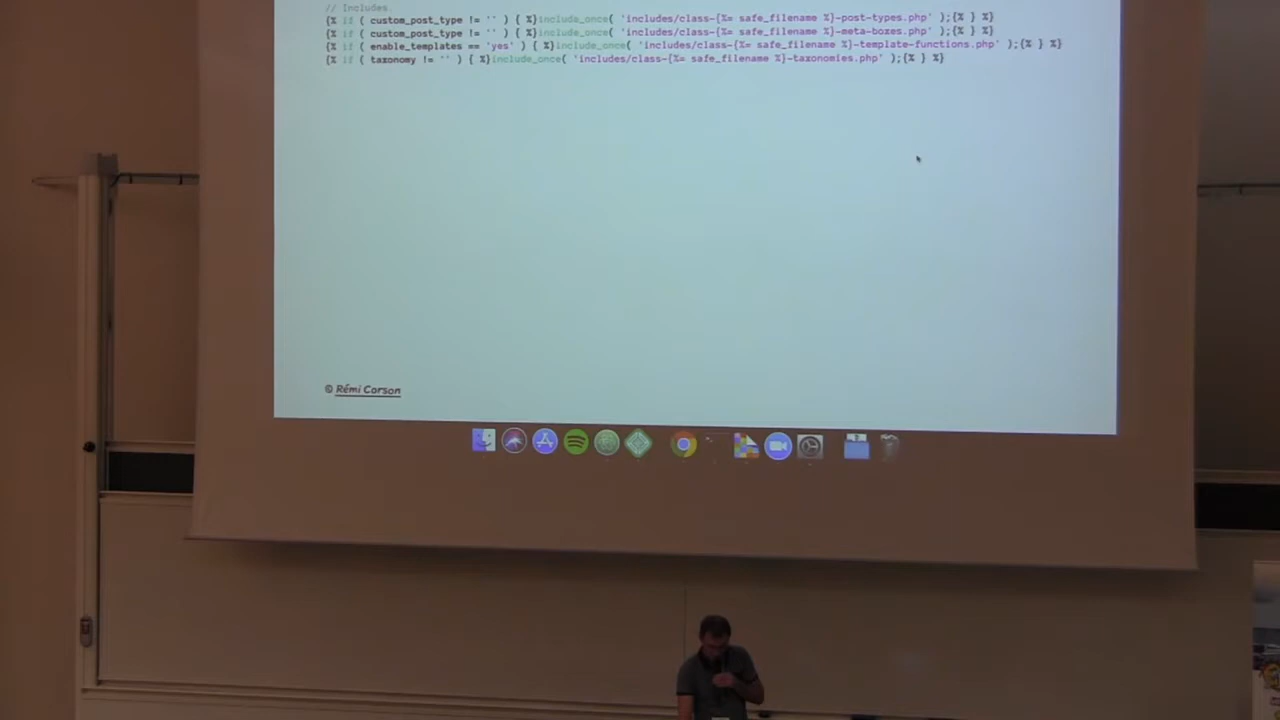 // Includes
{% if ( custom_post_type != '' ) { %}include_once( 'includes/class-{%= safe_filename %}-post-types.php' );{% } %}
{% if ( custom_post_type != '' ) { %}include_once( 'includes/class-{%= safe_filename %}-meta-boxes.php' );{% } %}
{% if ( enable_templates == 'yes' ) { %}include_once( 'includes/class-{%= safe_filename %}-template-functions.php' );{% } %}
{% if ( taxonomy != '' ) { %}include_once( 'includes/class-{%= safe_filename %}-taxonomies.php' );{% } %}
© Rémi Corson